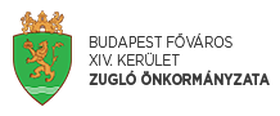 BUDAPEST FŐVÁROS
XIV. KERÜLET
ZUGLÓ ÖNKORMÁNYZATA